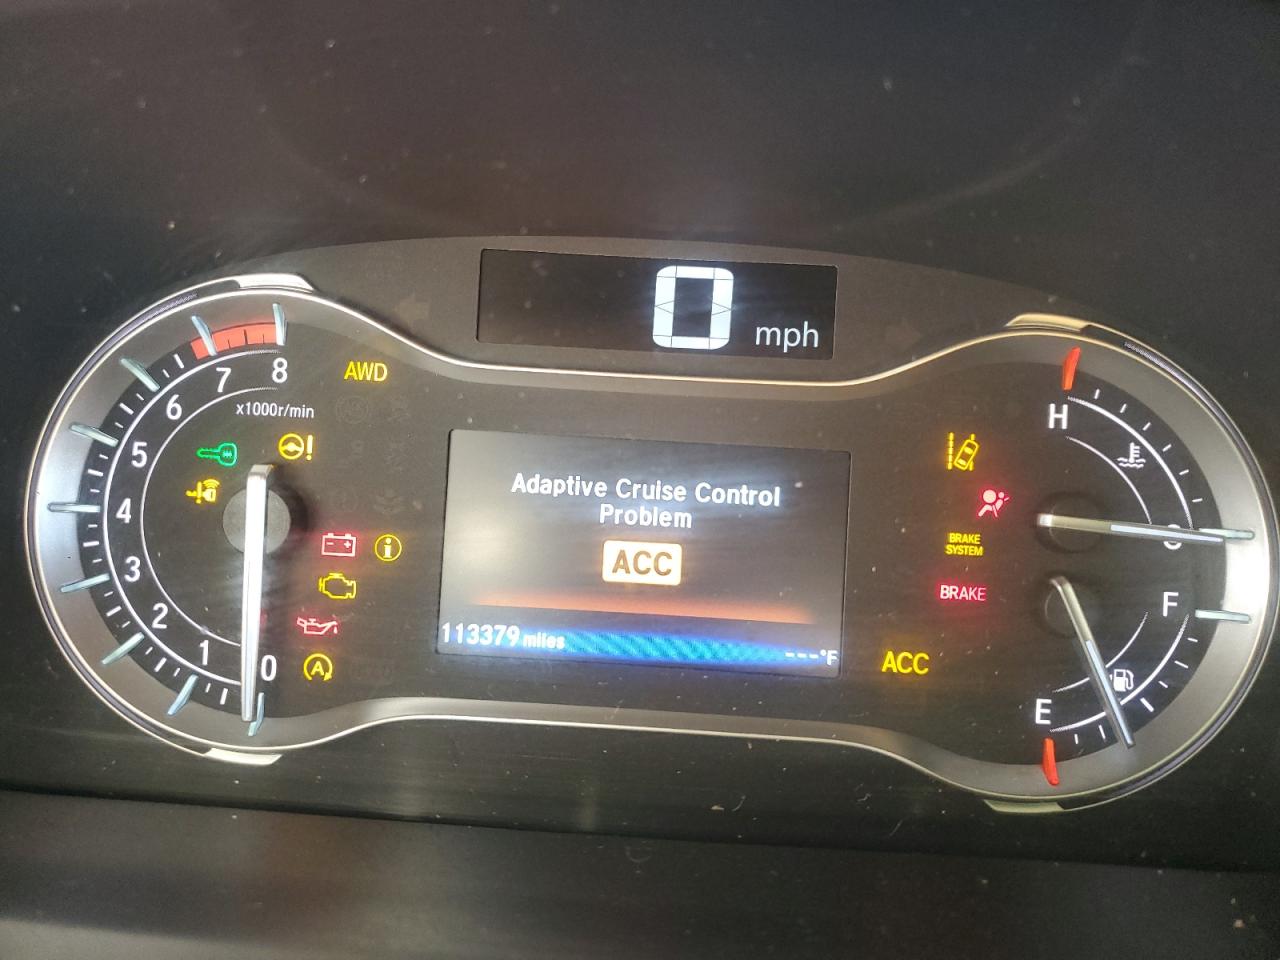 0 mph
8
7
6
5
4
3
2
1
0
x1000r/min
AWD
!
i
A
Adaptive Cruise Control
Problem
ACC
113379 miles
---°F
BRAKE
SYSTEM
BRAKE
ACC
H
C
F
E